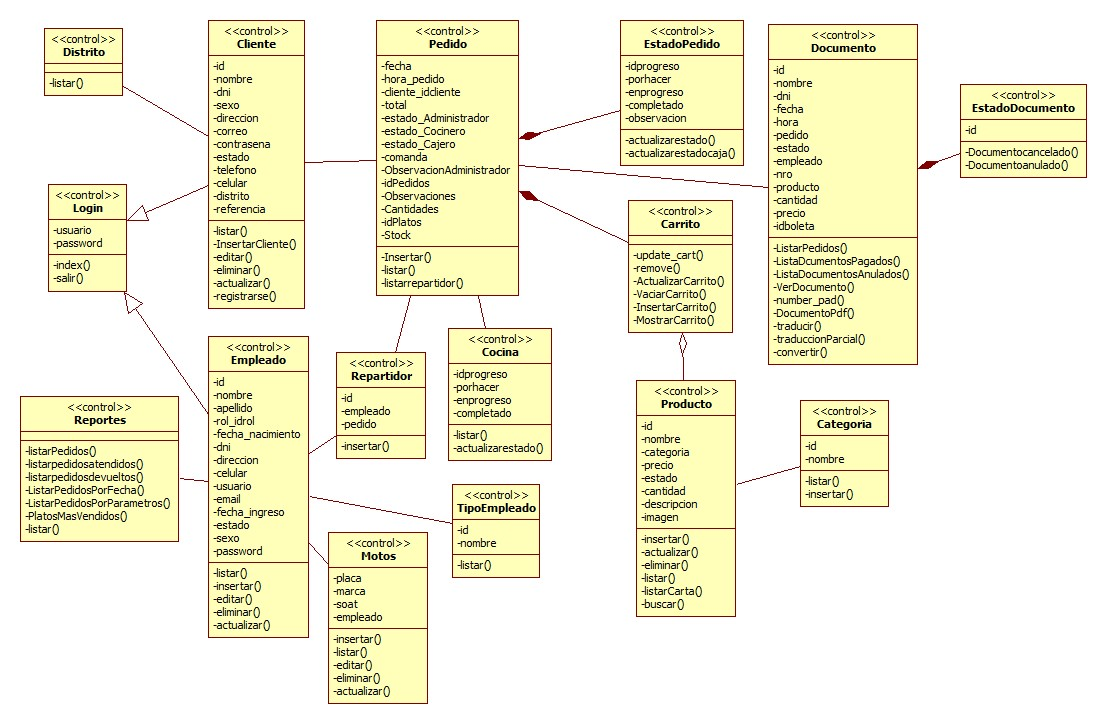 <<control>>
Distrito
-listar()
<<control>>
Cliente
-id
-nombre
-dni
-sexo
-direccion
-correo
-contrasena
-estado
-telefono
-celular
-distrito
-referencia
-listar()
-InsertarCliente()
-editar()
-eliminar()
-actualizar()
-registrarse()
<<control>>
Pedido
-fecha
-hora_pedido
-cliente_idcliente
-total
-estado_Administrador
-estado_Cocinero
-estado_Cajero
-comanda
-ObservacionAdministrador
-idPedidos
-Observaciones
-Cantidades
-idPlatos
-Stock
-Insertar()
-listar()
-listarrepartidor()
<<control>>
EstadoPedido
-idprogreso
-porhacer
-enprogreso
-completado
-observacion
-actualizarestado()
-actualizarestadocaja()
<<control>>
Documento
-id
-nombre
-dni
-fecha
-hora
-pedido
-estado
-empleado
-nro
-producto
-cantidad
-precio
-idboleta
-ListarPedidos()
-ListaDcumentosPagados()
-ListaDocumentosAnulados()
-VerDocumento()
-number_pad()
-DocumentoPdf()
-traducir()
-traduccionParcial()
-convertir()
<<control>>
EstadoDocumento
-id
-Documentocancelado()
-Documentoanulado()
<<control>>
Login
-usuario
-password
-index()
-salir()
<<control>>
Carrito
-update_cart()
-remove()
-ActualizarCarrito()
-VaciarCarrito()
-InsertarCarrito()
-MostrarCarrito()
<<control>>
Empleado
-id
-nombre
-apellido
-rol_idrol
-fecha_nacimiento
-dni
-direccion
-celular
-usuario
-email
-fecha_ingreso
-estado
-sexo
-password
-listar()
-insertar()
-editar()
-eliminar()
-actualizar()
<<control>>
Repartidor
-id
-empleado
-pedido
-insertar()
<<control>>
Cocina
-idprogreso
-porhacer
-enprogreso
-completado
-listar()
-actualizarestado()
<<control>>
Reportes
-listarPedidos()
-listarpedidosatendidos()
-listarpedidosdevueltos()
-ListarPedidosPorFecha()
-ListarPedidosPorParametros()
-PlatosMasVendidos()
-listar()
<<control>>
Producto
-id
-nombre
-categoria
-precio
-estado
-cantidad
-descripcion
-imagen
-insertar()
-actualizar()
-eliminar()
-listar()
-listarCarta()
-buscar()
<<control>>
Categoria
-id
-nombre
-listar()
-insertar()
<<control>>
TipoEmpleado
-id
-nombre
-listar()
<<control>>
Motos
-placa
-marca
-soat
-empleado
-insertar()
-listar()
-editar()
-eliminar()
-actualizar()